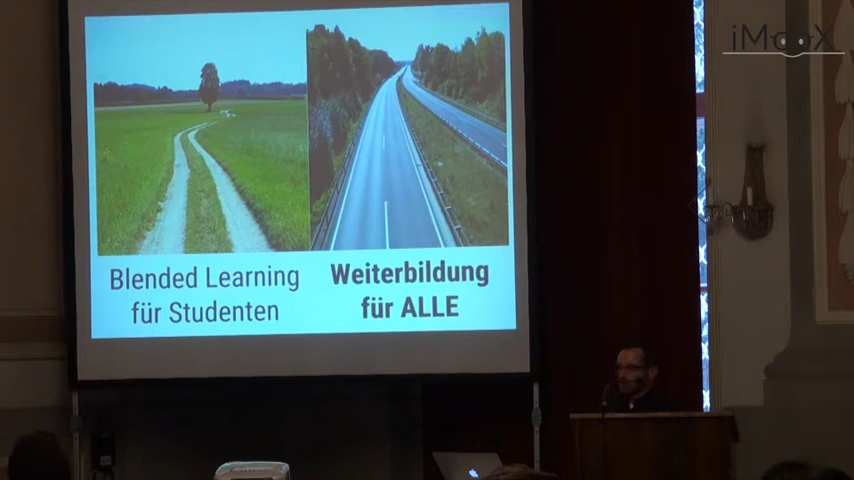 iMooX
Blended Learning
für Studenten
Weiterbildung
für ALLE